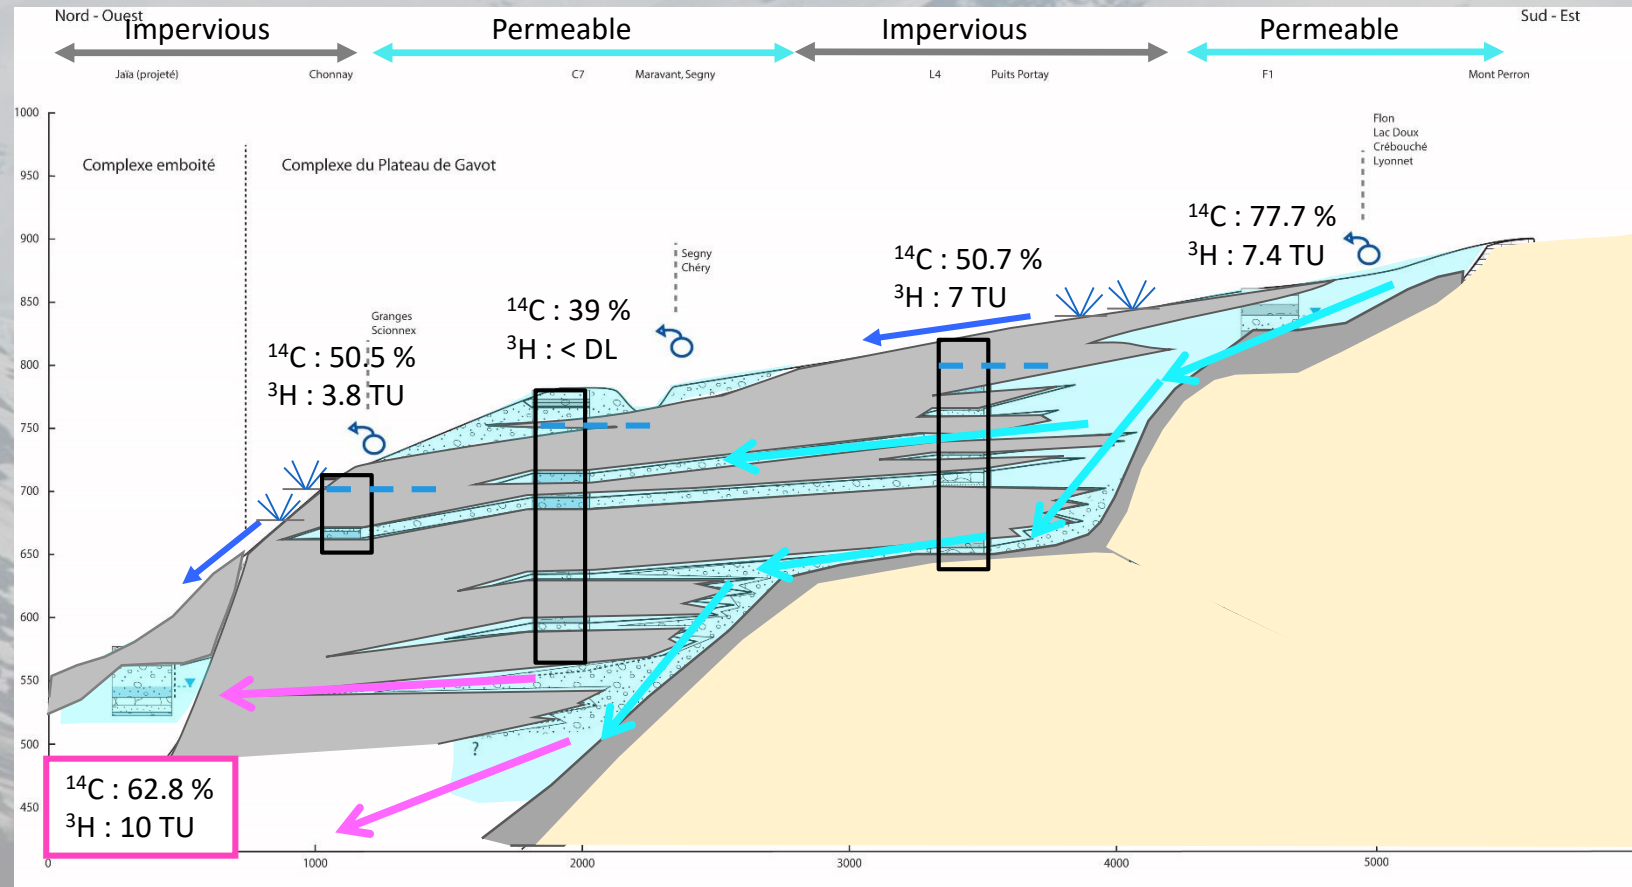 Nord - Ouest
Sud - Est
Impervious
Permeable
Impervious
Permeable
Jaïa (projeté)
Chonnay
C7
Maravant, Segny
L4
Puits Portay
F1
Mont Perron
1000
950
900
850
800
750
700
650
600
550
500
450
Complexe emboité
Complexe du Plateau de Gavot
Flon
Lac Doux
Crébouché
Lyonnet
¹⁴C : 77.7 %
³H : 7.4 TU
¹⁴C : 50.7 %
³H : 7 TU
Segny
Chéry
¹⁴C : 39 %
³H : < DL
Granges
Scionnex
¹⁴C : 50.5 %
³H : 3.8 TU
?
¹⁴C : 62.8 %
³H : 10 TU
0
1000
2000
3000
4000
5000